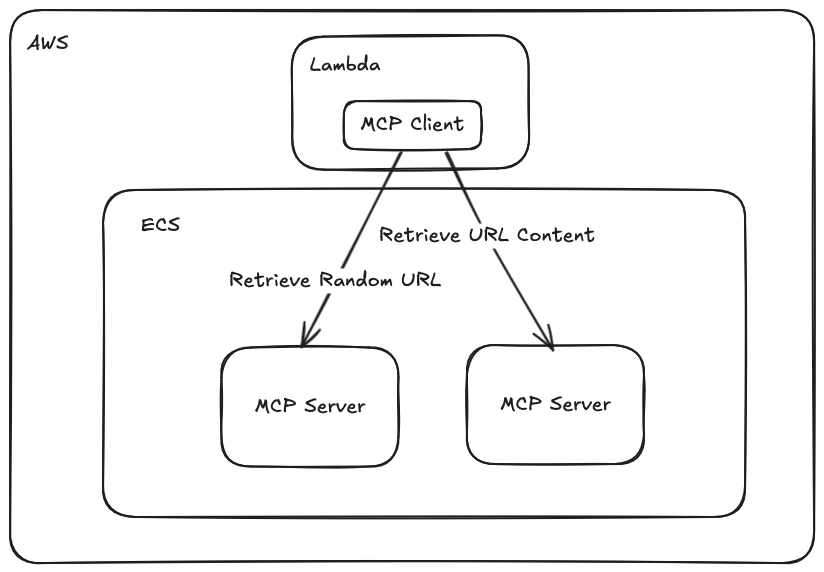 AWS
Lambda
MCP Client
ECS
Retrieve URL Content
Retrieve Random URL
MCP Server
MCP Server